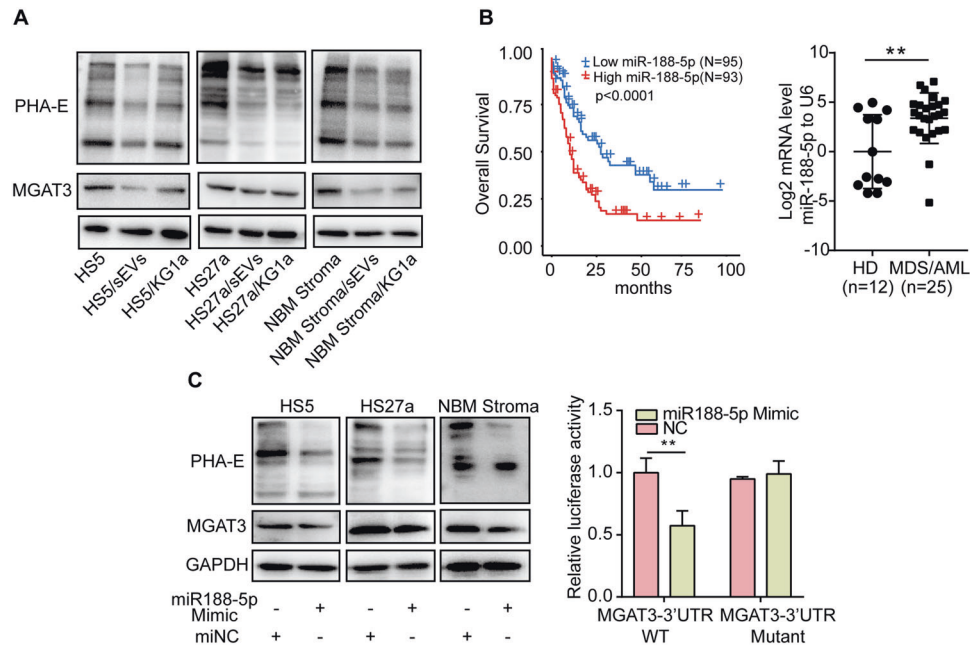 A
PHA-E
MGAT3
HS5
HS5/sEVs
HS5/KG1a
HS27a
HS27a/sEVs
HS27a/KG1a
NBM Stroma
NBM Stroma/sEVs
NBM Stroma/KG1a
B
Overall Survival
1.00
0.75
0.50
0.25
0.00
Low miR-188-5p (N=95)
High miR-188-5p(N=93)
p<0.0001
0 25 50 75 100
months
Log2 mRNA level
miR-188-5p to U6
10
5
0
-5
-10
**
HD MDS/AML
(n=12) (n=25)
C
HS5 HS27a NBM Stroma
PHA-E
MGAT3
GAPDH
miR188-5p - + - + - +
Mimic
miNC + - + - + -
Relative luciferase activity
1.5
1.0
0.5
0.0
miR188-5p Mimic
NC
**
MGAT3-3'UTR MGAT3-3'UTR
WT Mutant